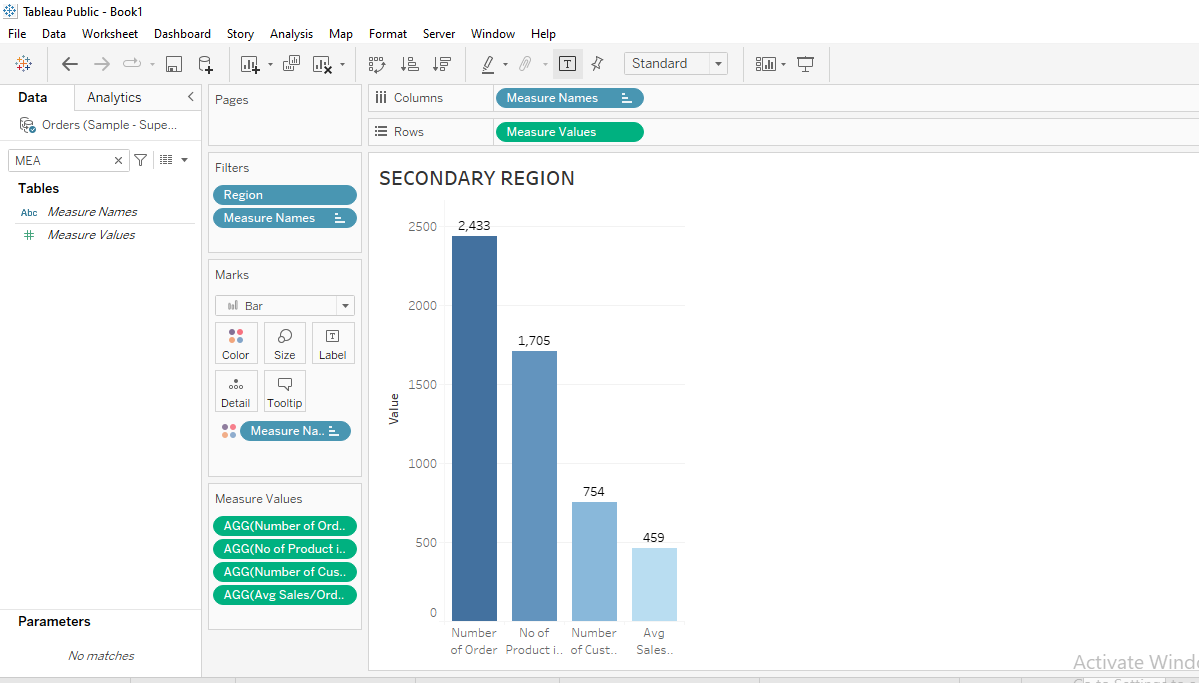 Tableau Public - Book1
File Data Worksheet Dashboard Story Analysis Map Format Server Window Help
Standard
Data Analytics
Orders (Sample - Supe...
MEA
Tables
Abc Measure Names
# Measure Values
Parameters
No matches
Pages
Filters
Region
Measure Names
Marks
Bar
Color Size Label
Detail Tooltip
Measure Na..
Measure Values
AGG(Number of Ord..
AGG(No of Product i..
AGG(Number of Cus..
AGG(Avg Sales/Ord..
Columns Measure Names
Rows Measure Values
SECONDARY REGION
Value
2500
2000
1500
1000
500
0
2,433
1,705
754
459
Number of Order
No of Product i..
Number of Cust..
Avg Sales..
Activate Windo